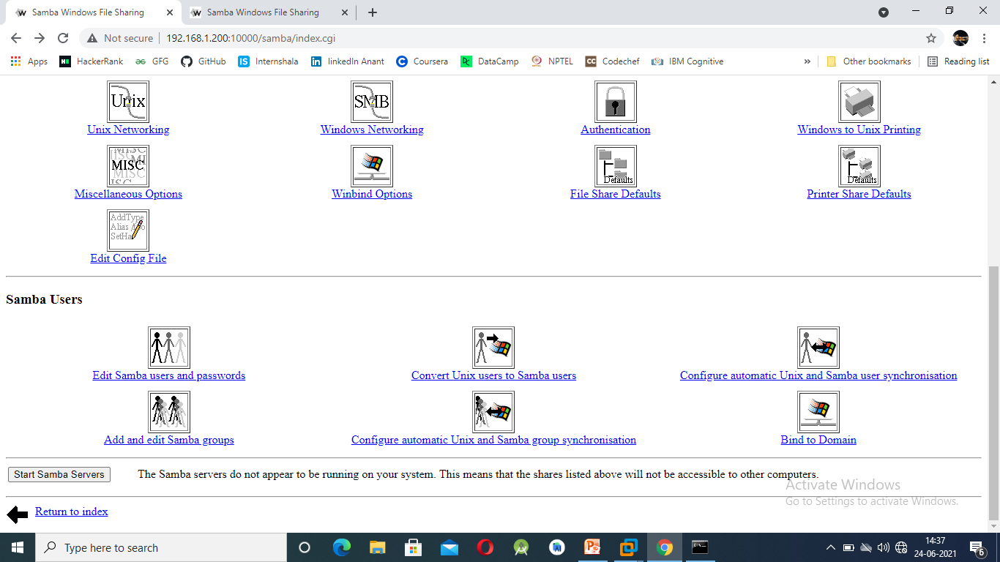 Samba Windows File Sharing
Samba Windows File Sharing
Not secure
192.168.1.200:10000/samba/index.cgi
Apps HackerRank GFG GitHub Internshala linkedIn Anant Coursera DataCamp NPTEL Codechef IBM Cognitive » Other bookmarks Reading list
Unix SMB
Unix Networking Windows Networking Authentication Windows to Unix Printing
MISC Defaults Defaults
Miscellaneous Options Winbind Options File Share Defaults Printer Share Defaults
AddType
Alias
SetHa
Edit Config File
Samba Users
Edit Samba users and passwords Convert Unix users to Samba users Configure automatic Unix and Samba user synchronisation
Add and edit Samba groups Configure automatic Unix and Samba group synchronisation Bind to Domain
Start Samba Servers The Samba servers do not appear to be running on your system. This means that the shares listed above will not be accessible to other computers.
Activate Windows
Go to Settings to activate Windows.
Return to index
Type here to search
14:37
24-06-2021
6